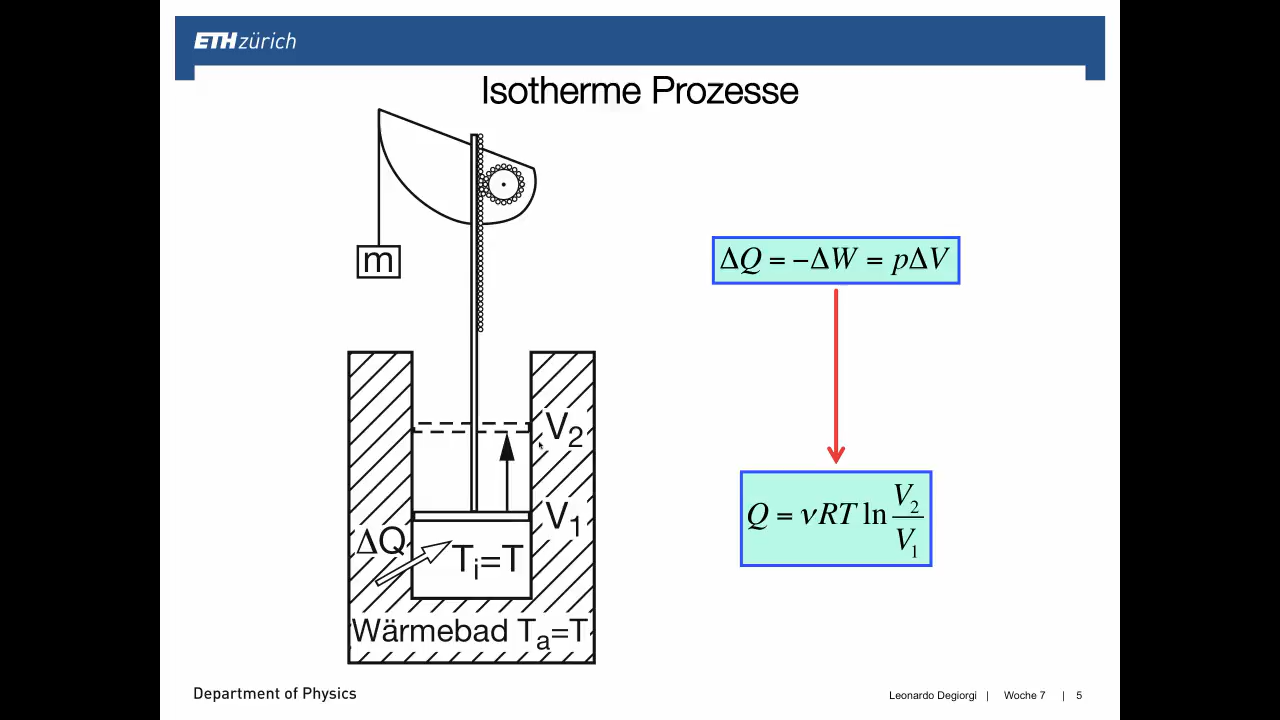 ETH zürich
Isotherme Prozesse
m
ΔQ = −ΔW = pΔV
V₂
V₁
Q = νRT ln V₂/V₁
ΔQ
Tᵢ=T
Wärmebad Tₐ=T
Department of Physics
Leonardo Degiorgi | Woche 7 | 5